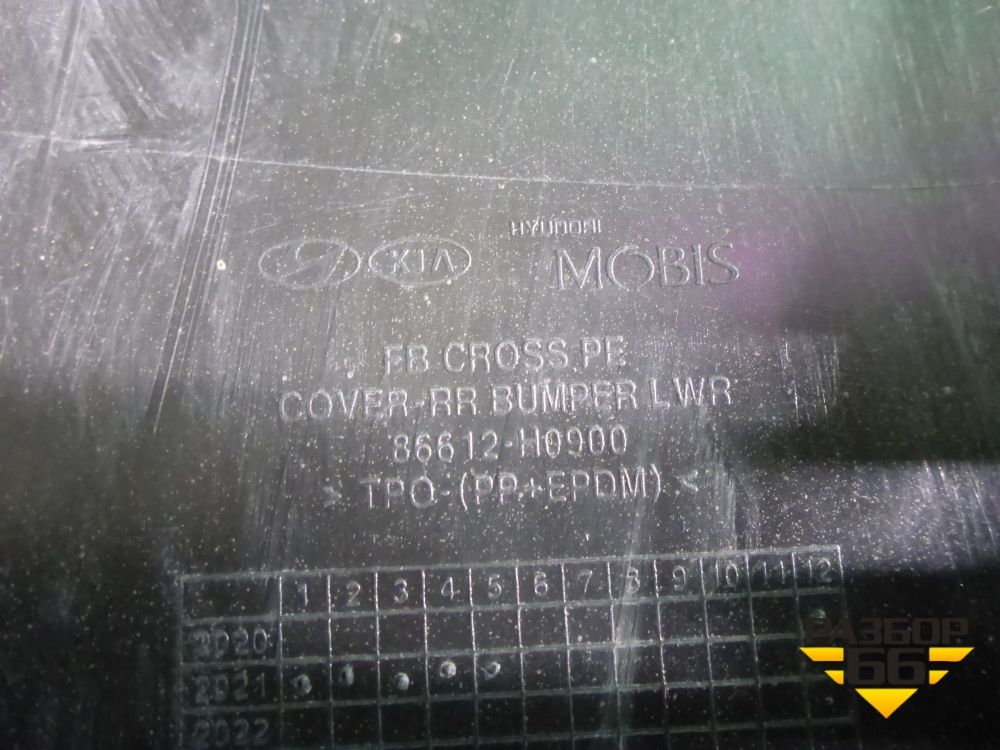 HYUNDAI
KIA MOBIS
FB CROSS PE
COVER-RR BUMPER LWR
86612-H0900
> TPO-(PP+EPDM) <
1 2 3 4 5 6 7 8 9 10 11 12
2020
2021
2022
РАЗБОР
66